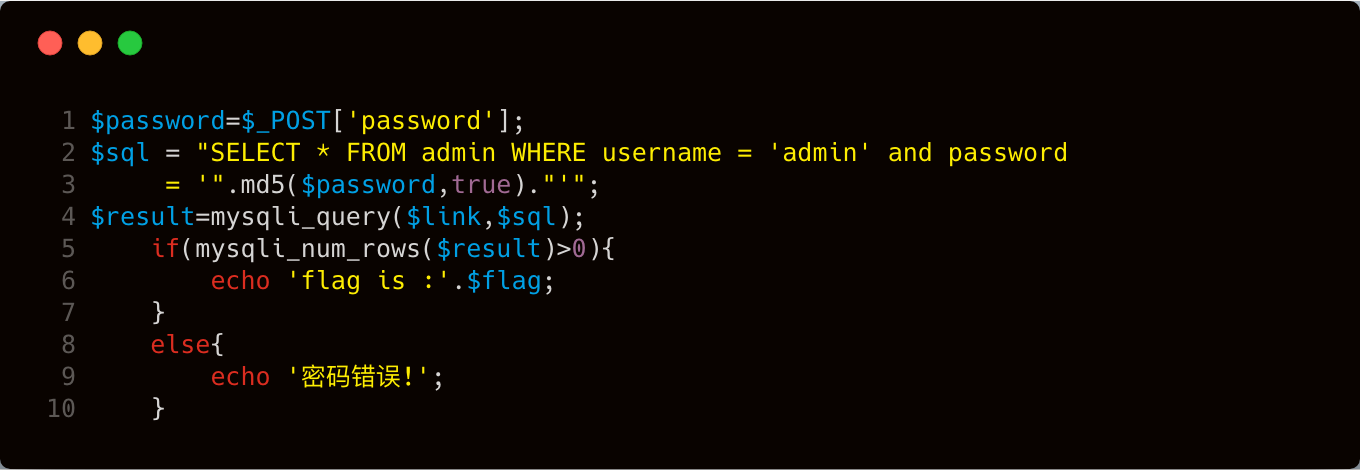 1 $password=$_POST['password'];
2 $sql = "SELECT * FROM admin WHERE username = 'admin' and password
3      = '".md5($password,true)."'";
4 $result=mysqli_query($link,$sql);
5     if(mysqli_num_rows($result)>0){
6         echo 'flag is :'.$flag;
7     }
8     else{
9         echo '密码错误!';
10     }